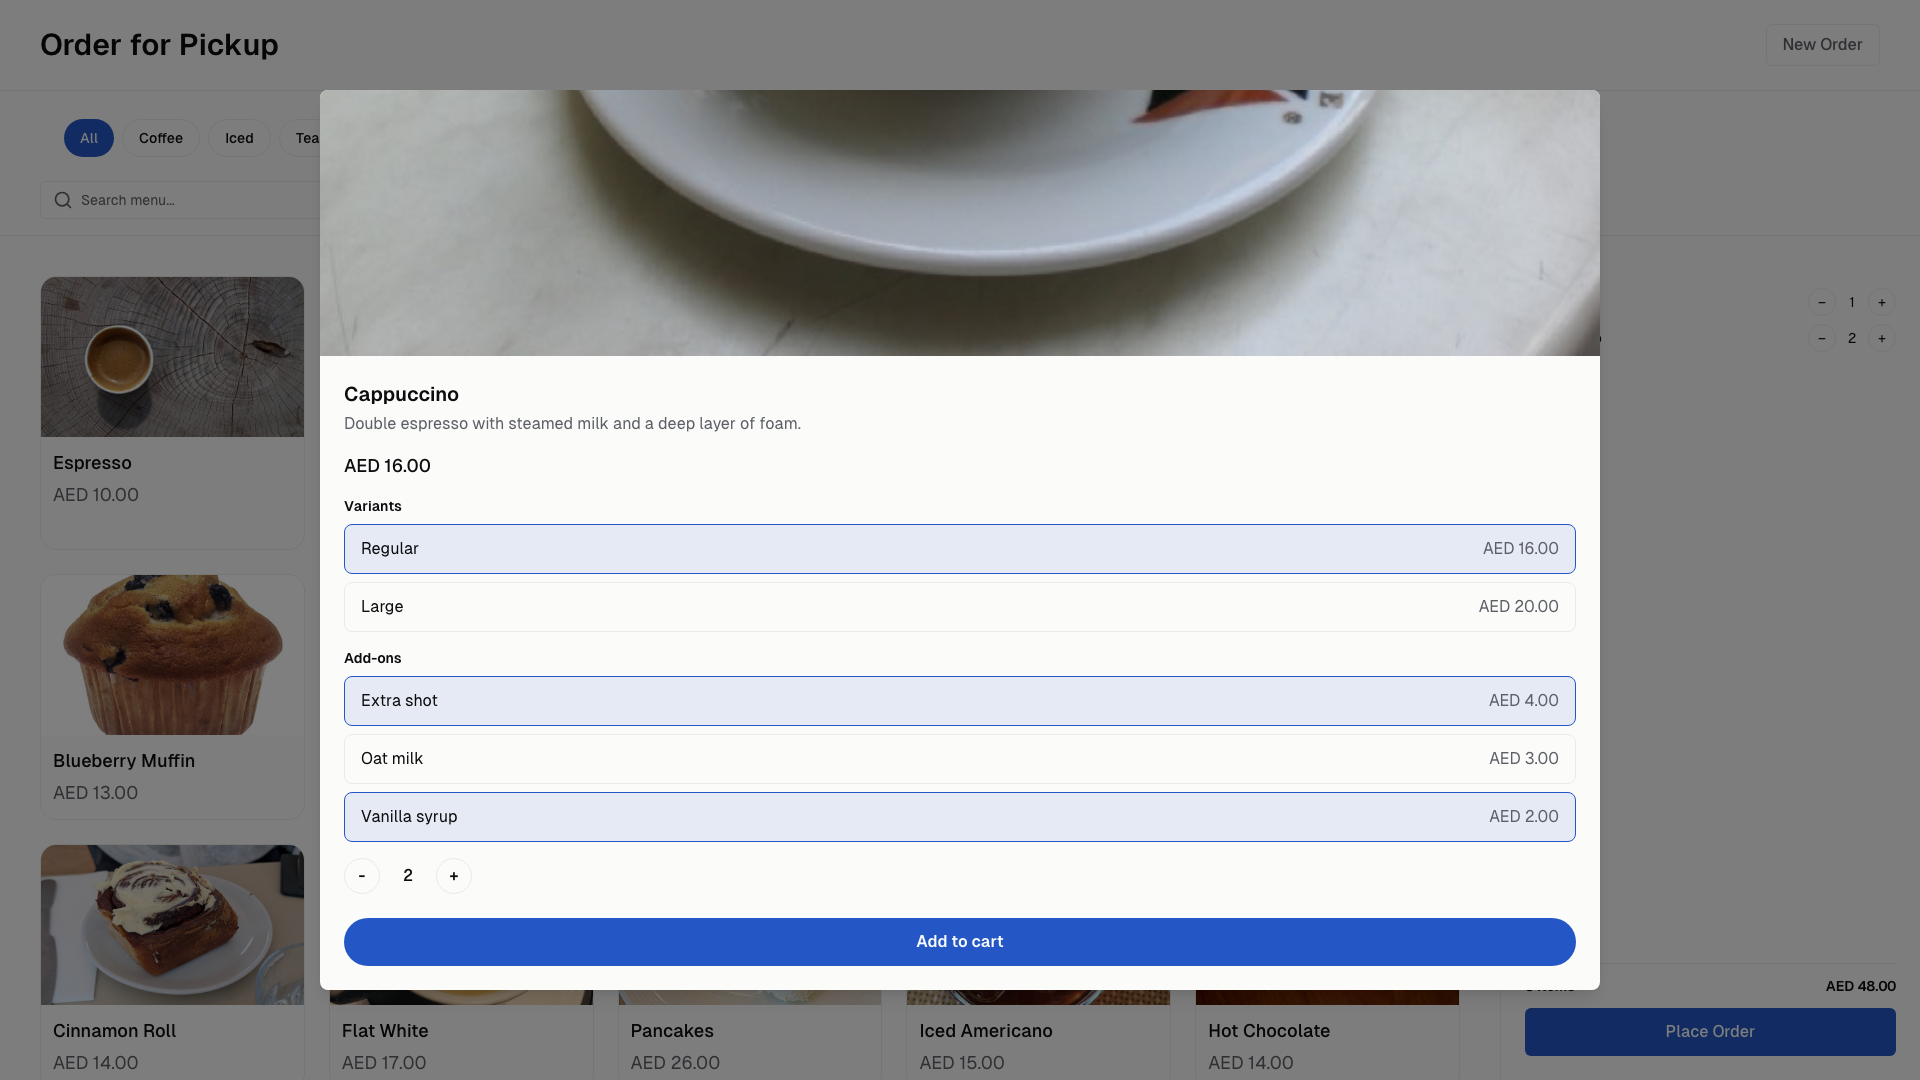 Order for Pickup
New Order
All
Coffee
Iced
Tea
Search menu...
Espresso
AED 10.00
Blueberry Muffin
AED 13.00
Cinnamon Roll
AED 14.00
Cappuccino
Double espresso with steamed milk and a deep layer of foam.
AED 16.00
Variants
Regular AED 16.00
Large AED 20.00
Add-ons
Extra shot AED 4.00
Oat milk AED 3.00
Vanilla syrup AED 2.00
- 2 +
Add to cart
Flat White
AED 17.00
Pancakes
AED 26.00
Iced Americano
AED 15.00
Hot Chocolate
AED 14.00
− 1 +
− 2 +
AED 48.00
Place Order